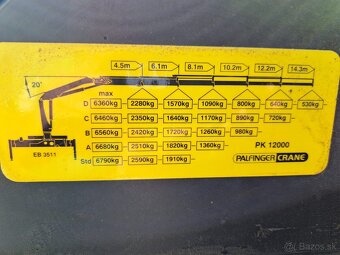 4.5m 6.1m 8.1m 10.2m 12.2m 14.3m
20°
max
D 6360kg 2280kg 1570kg 1090kg 800kg 640kg 530kg
C 6460kg 2350kg 1640kg 1170kg 890kg 720kg
B 6560kg 2420kg 1720kg 1260kg 980kg
A 6680kg 2510kg 1820kg 1360kg
Std 6790kg 2590kg 1910kg
EB 3511
PK 12000
PALFINGER CRANE
bazos.sk